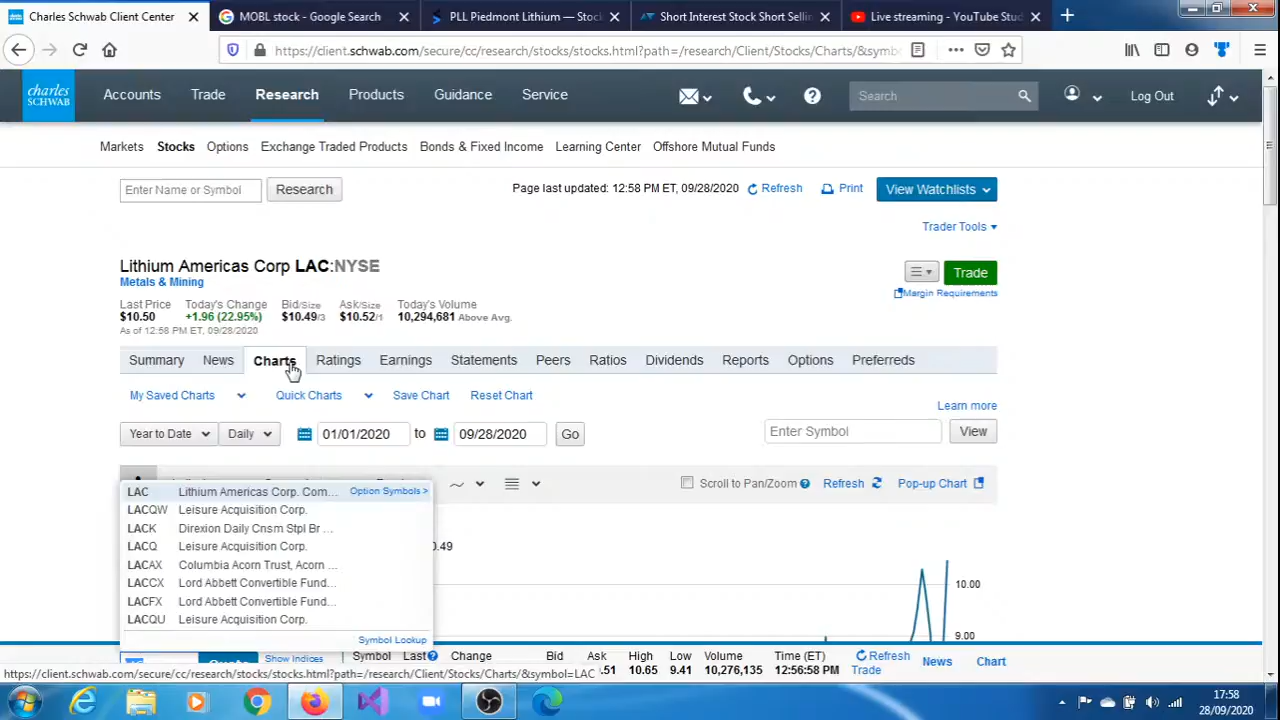 Charles Schwab Client Center
MOBL stock - Google Search
PLL Piedmont Lithium — Stoc
Short Interest Stock Short Sellin
Live streaming - YouTube Stud
https://client.schwab.com/secure/cc/research/stocks/stocks.html?path=/research/Client/Stocks/Charts/&symbo
charles SCHWAB
Accounts Trade Research Products Guidance Service Search Log Out
Markets Stocks Options Exchange Traded Products Bonds & Fixed Income Learning Center Offshore Mutual Funds
Enter Name or Symbol Research Page last updated: 12:58 PM ET, 09/28/2020 Refresh Print View Watchlists
Trader Tools
Lithium Americas Corp LAC:NYSE
Trade
Metals & Mining
Margin Requirements
Last Price Today's Change Bid/Size Ask/Size Today's Volume
$10.50 +1.96 (22.95%) $10.49/3 $10.52/1 10,294,681 Above Avg.
As of 12:58 PM ET, 09/28/2020
Summary News Charts Ratings Earnings Statements Peers Ratios Dividends Reports Options Preferreds
My Saved Charts Quick Charts Save Chart Reset Chart
Learn more
Year to Date Daily 01/01/2020 to 09/28/2020 Go Enter Symbol View
Scroll to Pan/Zoom Refresh Pop-up Chart
LAC Lithium Americas Corp. Com... Option Symbols >
LACQW Leisure Acquisition Corp.
LACK Direxion Daily Cnsm Stpl Br ...
LACQ Leisure Acquisition Corp.
0.49
LACAX Columbia Acorn Trust, Acorn ...
LACCX Lord Abbett Convertible Fund...
10.00
LACFX Lord Abbett Convertible Fund...
LACQU Leisure Acquisition Corp.
9.00
Symbol Lookup
Show Indices
Symbol Last Change Bid Ask High Low Volume Time (ET) Refresh News Chart
.51 10.65 9.41 10,276,135 12:56:58 PM Trade
https://client.schwab.com/secure/cc/research/stocks/stocks.html?path=/research/Client/Stocks/Charts/&symbol=LAC
17:58
28/09/2020